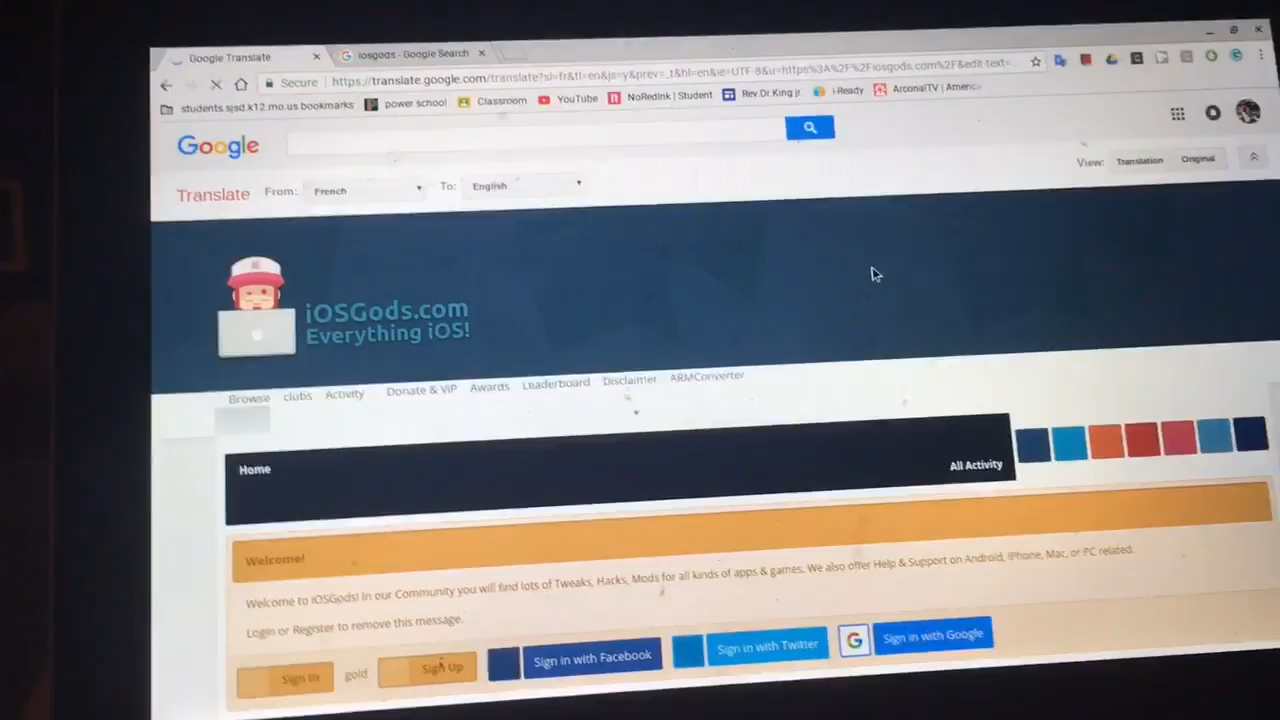 Google Translate
iosgods - Google Search
Secure https://translate.google.com/translate?sl=fr&tl=en&js=y&prev=_t&hl=en&ie=UTF-8&u=https%3A%2F%2Fiosgods.com%2F&edit-text=...
students.sjsd.k12.mo.us bookmarks power school Classroom YouTube NoRedInk | Student Rev.Dr.King jr. i-Ready ArconaiTV | Americ
Google
Translate From: French To: English View: Translation Original
iOSGods.com
Everything iOS!
Browse clubs Activity Donate & ViP Awards Leaderboard Disclaimer ARMConverter
Home All Activity
Welcome!
Welcome to iOSGods! In our Community you will find lots of Tweaks, Hacks, Mods for all kinds of apps & games. We also offer Help & Support on Android, iPhone, Mac, or PC related.
Login or Register to remove this message.
Sign In gold Sign Up Sign in with Facebook Sign in with Twitter G Sign in with Google